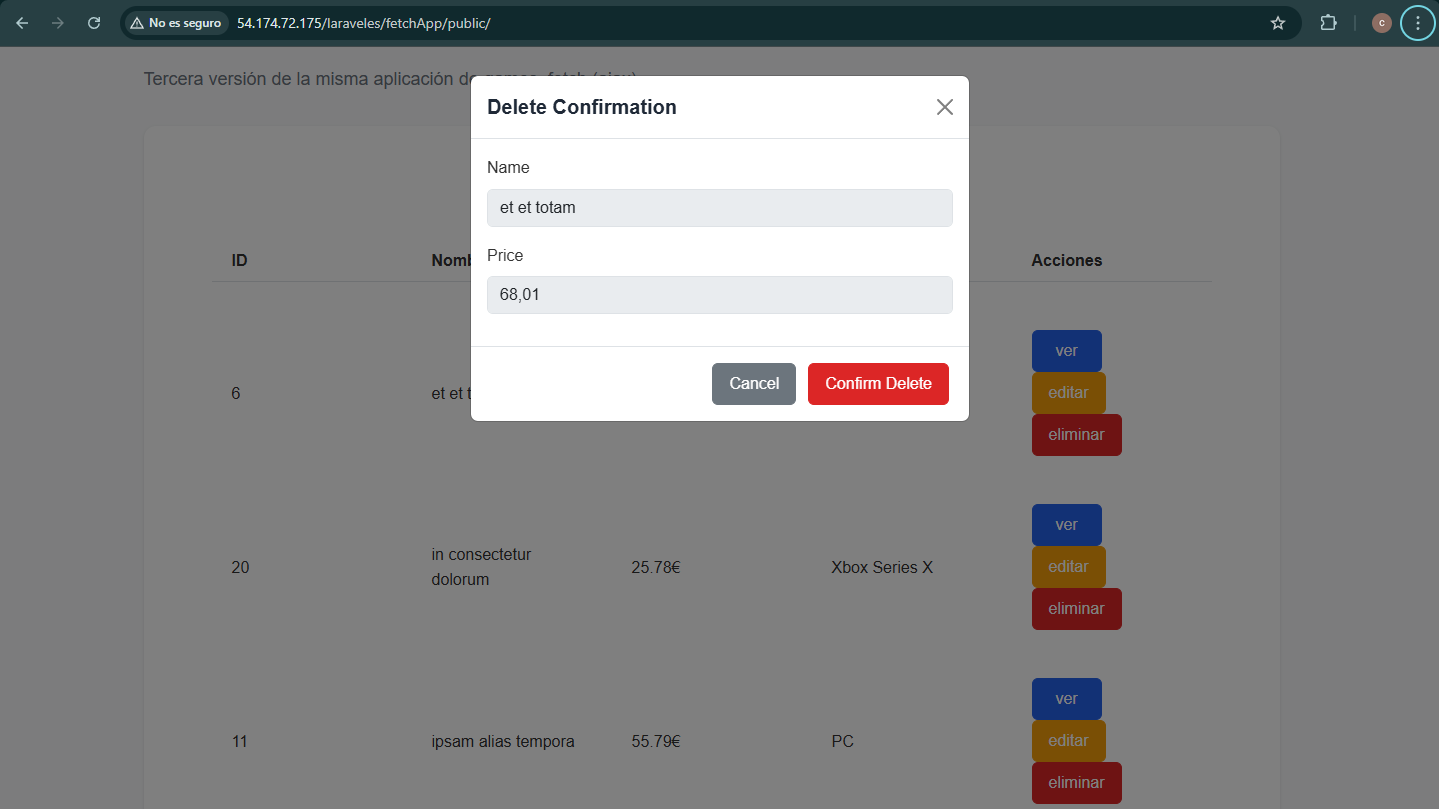 No es seguro 54.174.72.175/laraveles/fetchApp/public/
C
Tercera versión de la misma aplicación de games, fetch (ajax)
Delete Confirmation
Name
et et totam
Price
68,01
Cancel Confirm Delete
ID Nomb Acciones
6 et et t
ver
editar
eliminar
20 in consectetur
dolorum 25.78€ Xbox Series X
ver
editar
eliminar
11 ipsam alias tempora 55.79€ PC
ver
editar
eliminar